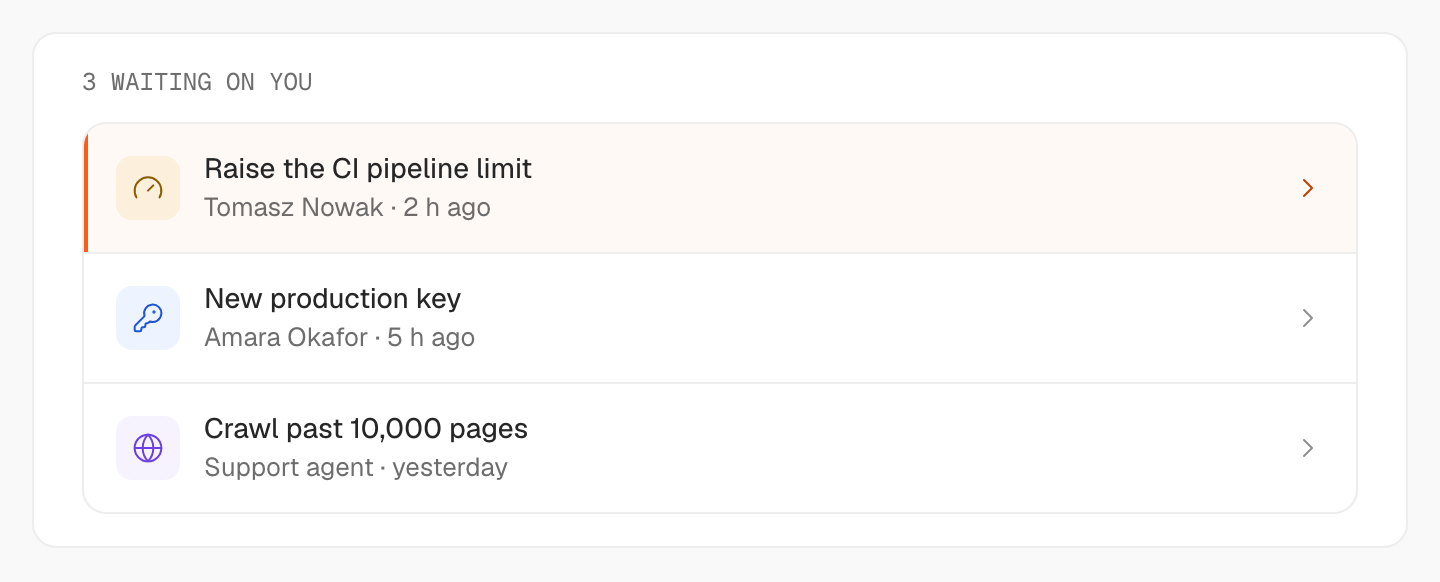 3 WAITING ON YOU
Raise the CI pipeline limit
Tomasz Nowak · 2 h ago
New production key
Amara Okafor · 5 h ago
Crawl past 10,000 pages
Support agent · yesterday